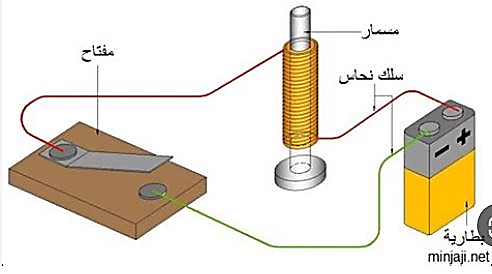 مسمار
مفتاح
سلك نحاس
- +
بطارية
minjaji.net